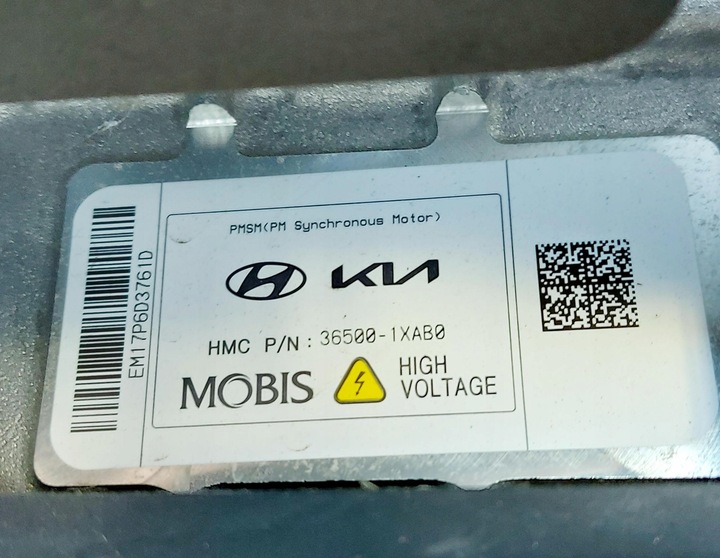 PMSM(PM Synchronous Motor)
KIA
HMC P/N : 36500-1XAB0
MOBIS HIGH VOLTAGE
EM17P6D3761D